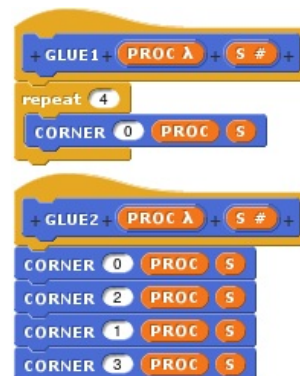 + GLUE1 + PROC λ + S # +
repeat 4
CORNER 0 PROC S
+ GLUE2 + PROC λ + S # +
CORNER 0 PROC S
CORNER 2 PROC S
CORNER 1 PROC S
CORNER 3 PROC S